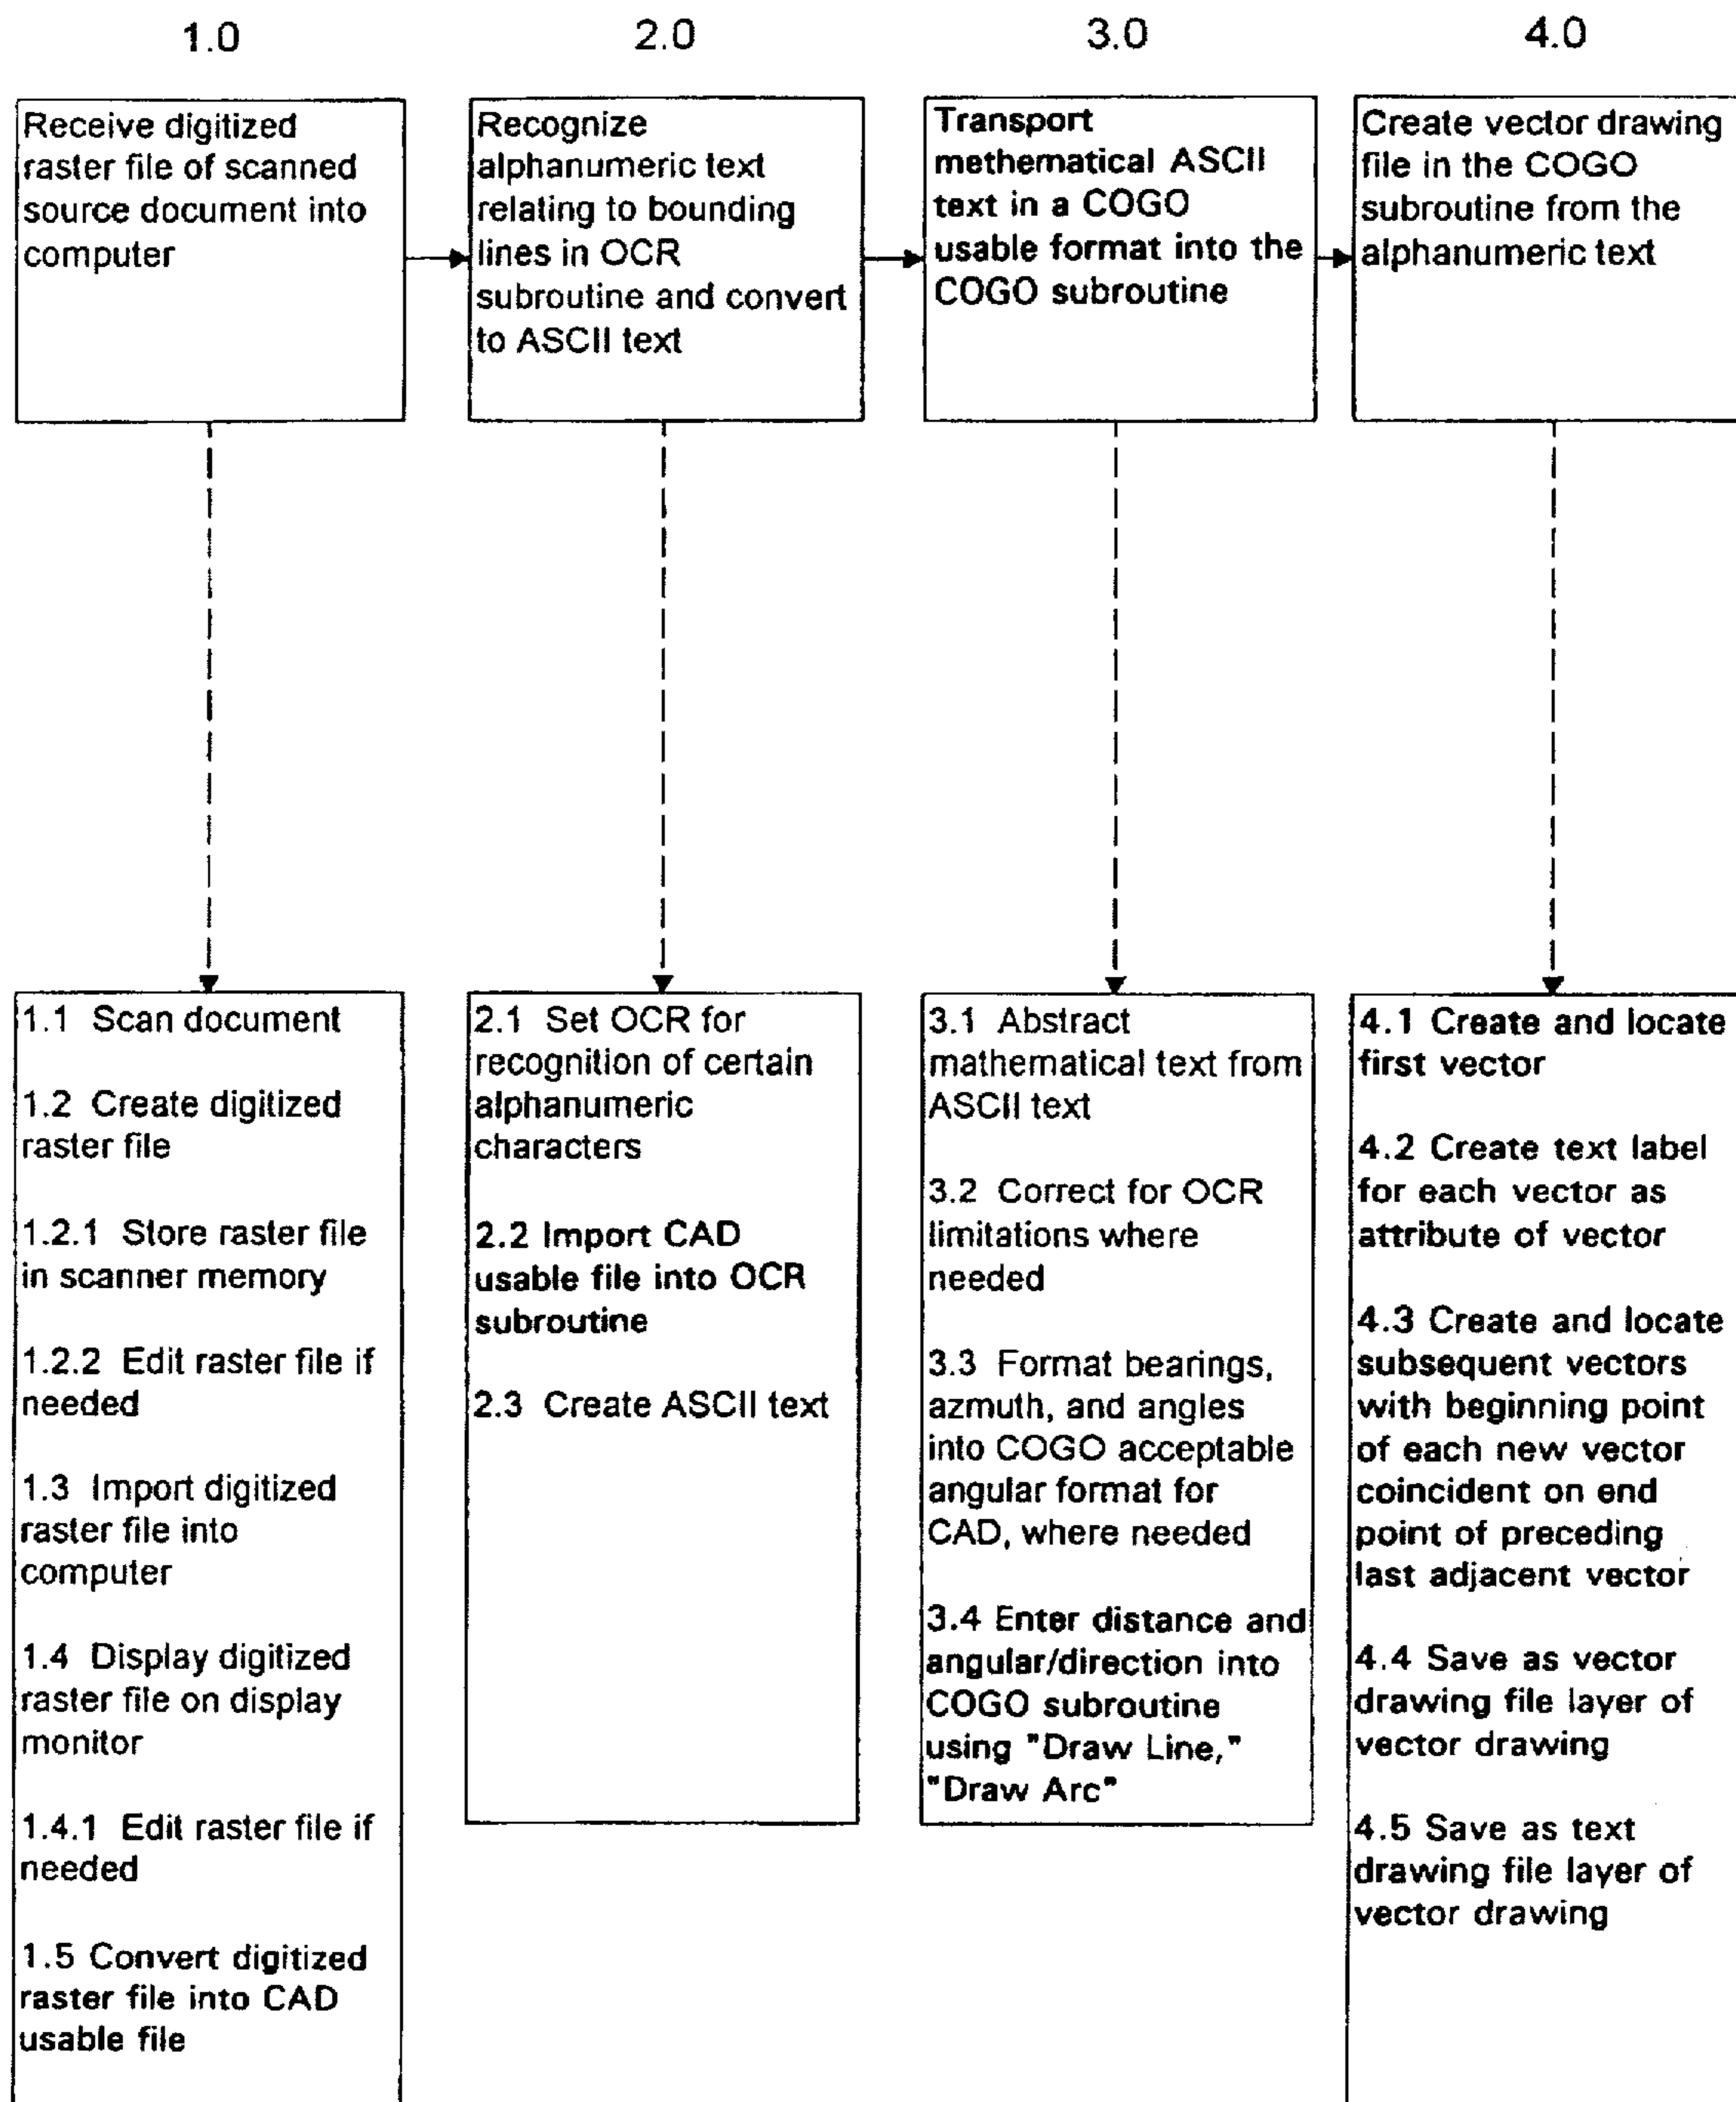 1.0
2.0
3.0
4.0
Receive digitized
raster file of scanned
source document into
computer
Recognize
alphanumeric text
relating to bounding
lines in OCR
subroutine and convert
to ASCII text
Transport
methematical ASCII
text in a COGO
usable format into the
COGO subroutine
Create vector drawing
file in the COGO
subroutine from the
alphanumeric text
1.1 Scan document
1.2 Create digitized
raster file
1.2.1 Store raster file
in scanner memory
1.2.2 Edit raster file if
needed
1.3 Import digitized
raster file into
computer
1.4 Display digitized
raster file on display
monitor
1.4.1 Edit raster file if
needed
1.5 Convert digitized
raster file into CAD
usable file
2.1 Set OCR for
recognition of certain
alphanumeric
characters
2.2 Import CAD
usable file into OCR
subroutine
2.3 Create ASCII text
3.1 Abstract
mathematical text from
ASCII text
3.2 Correct for OCR
limitations where
needed
3.3 Format bearings,
azmuth, and angles
into COGO acceptable
angular format for
CAD, where needed
3.4 Enter distance and
angular/direction into
COGO subroutine
using "Draw Line,"
"Draw Arc"
4.1 Create and locate
first vector
4.2 Create text label
for each vector as
attribute of vector
4.3 Create and locate
subsequent vectors
with beginning point
of each new vector
coincident on end
point of preceding
last adjacent vector
4.4 Save as vector
drawing file layer of
vector drawing
4.5 Save as text
drawing file layer of
vector drawing